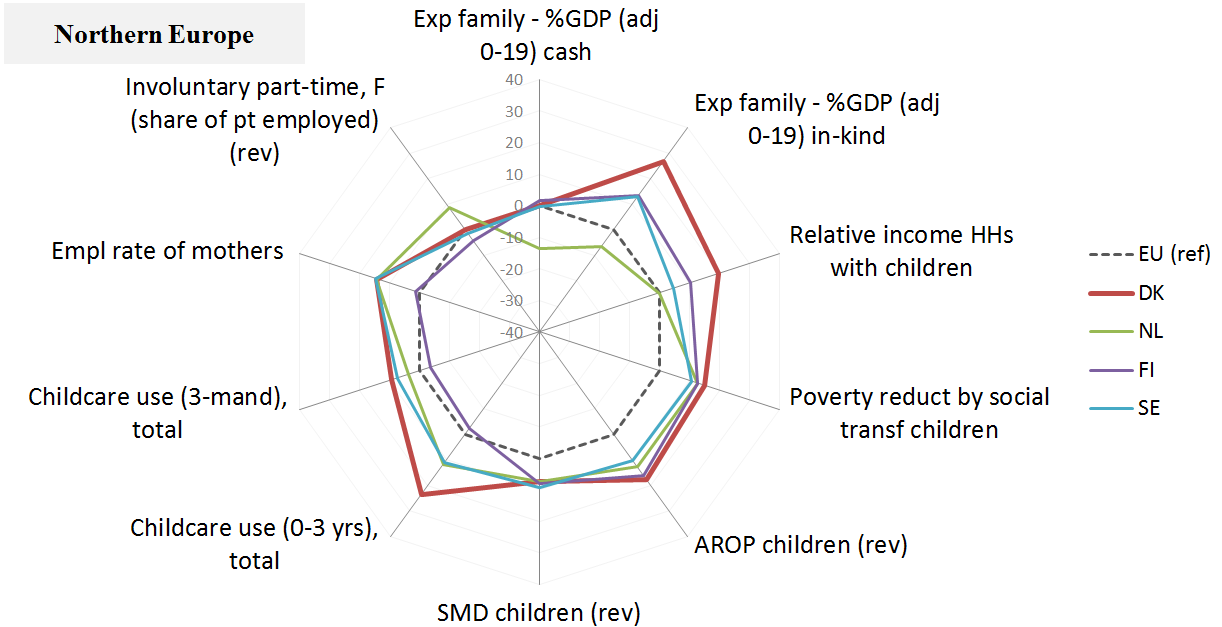 Northern Europe
Exp family - %GDP (adj
0-19) cash
Involuntary part-time, F
(share of pt employed)
(rev)
Exp family - %GDP (adj
0-19) in-kind
40
30
20
10
0
-10
-20
-30
-40
Empl rate of mothers
Relative income HHs
with children
EU (ref)
DK
NL
FI
SE
Childcare use (3-mand),
total
Poverty reduct by social
transf children
Childcare use (0-3 yrs),
total
AROP children (rev)
SMD children (rev)